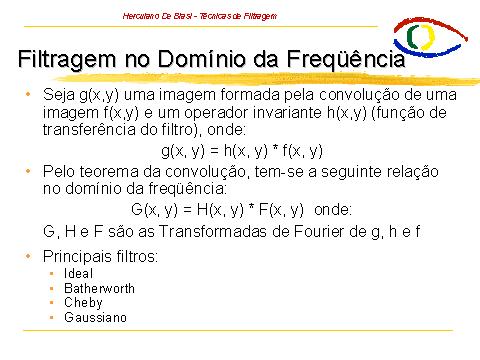 Herculano De Biasi - Técnicas de Filtragem
Filtragem no Domínio da Freqüência
• Seja g(x,y) uma imagem formada pela convolução de uma
imagem f(x,y) e um operador invariante h(x,y) (função de
transferência do filtro), onde:
g(x, y) = h(x, y) * f(x, y)
• Pelo teorema da convolução, tem-se a seguinte relação
no domínio da freqüência:
G(x, y) = H(x, y) * F(x, y) onde:
G, H e F são as Transformadas de Fourier de g, h e f
• Principais filtros:
• Ideal
• Batherworth
• Cheby
• Gaussiano